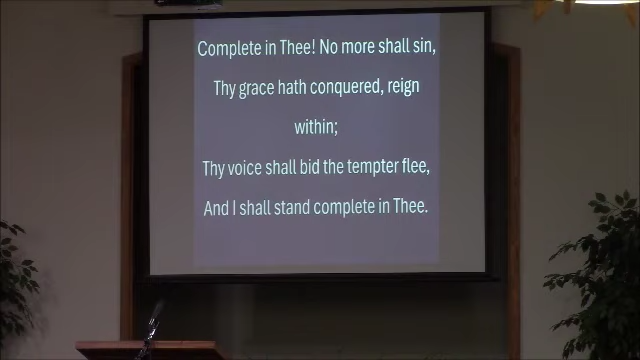 Complete in Thee! No more shall sin,
Thy grace hath conquered, reign
within;
Thy voice shall bid the tempter flee,
And I shall stand complete in Thee.